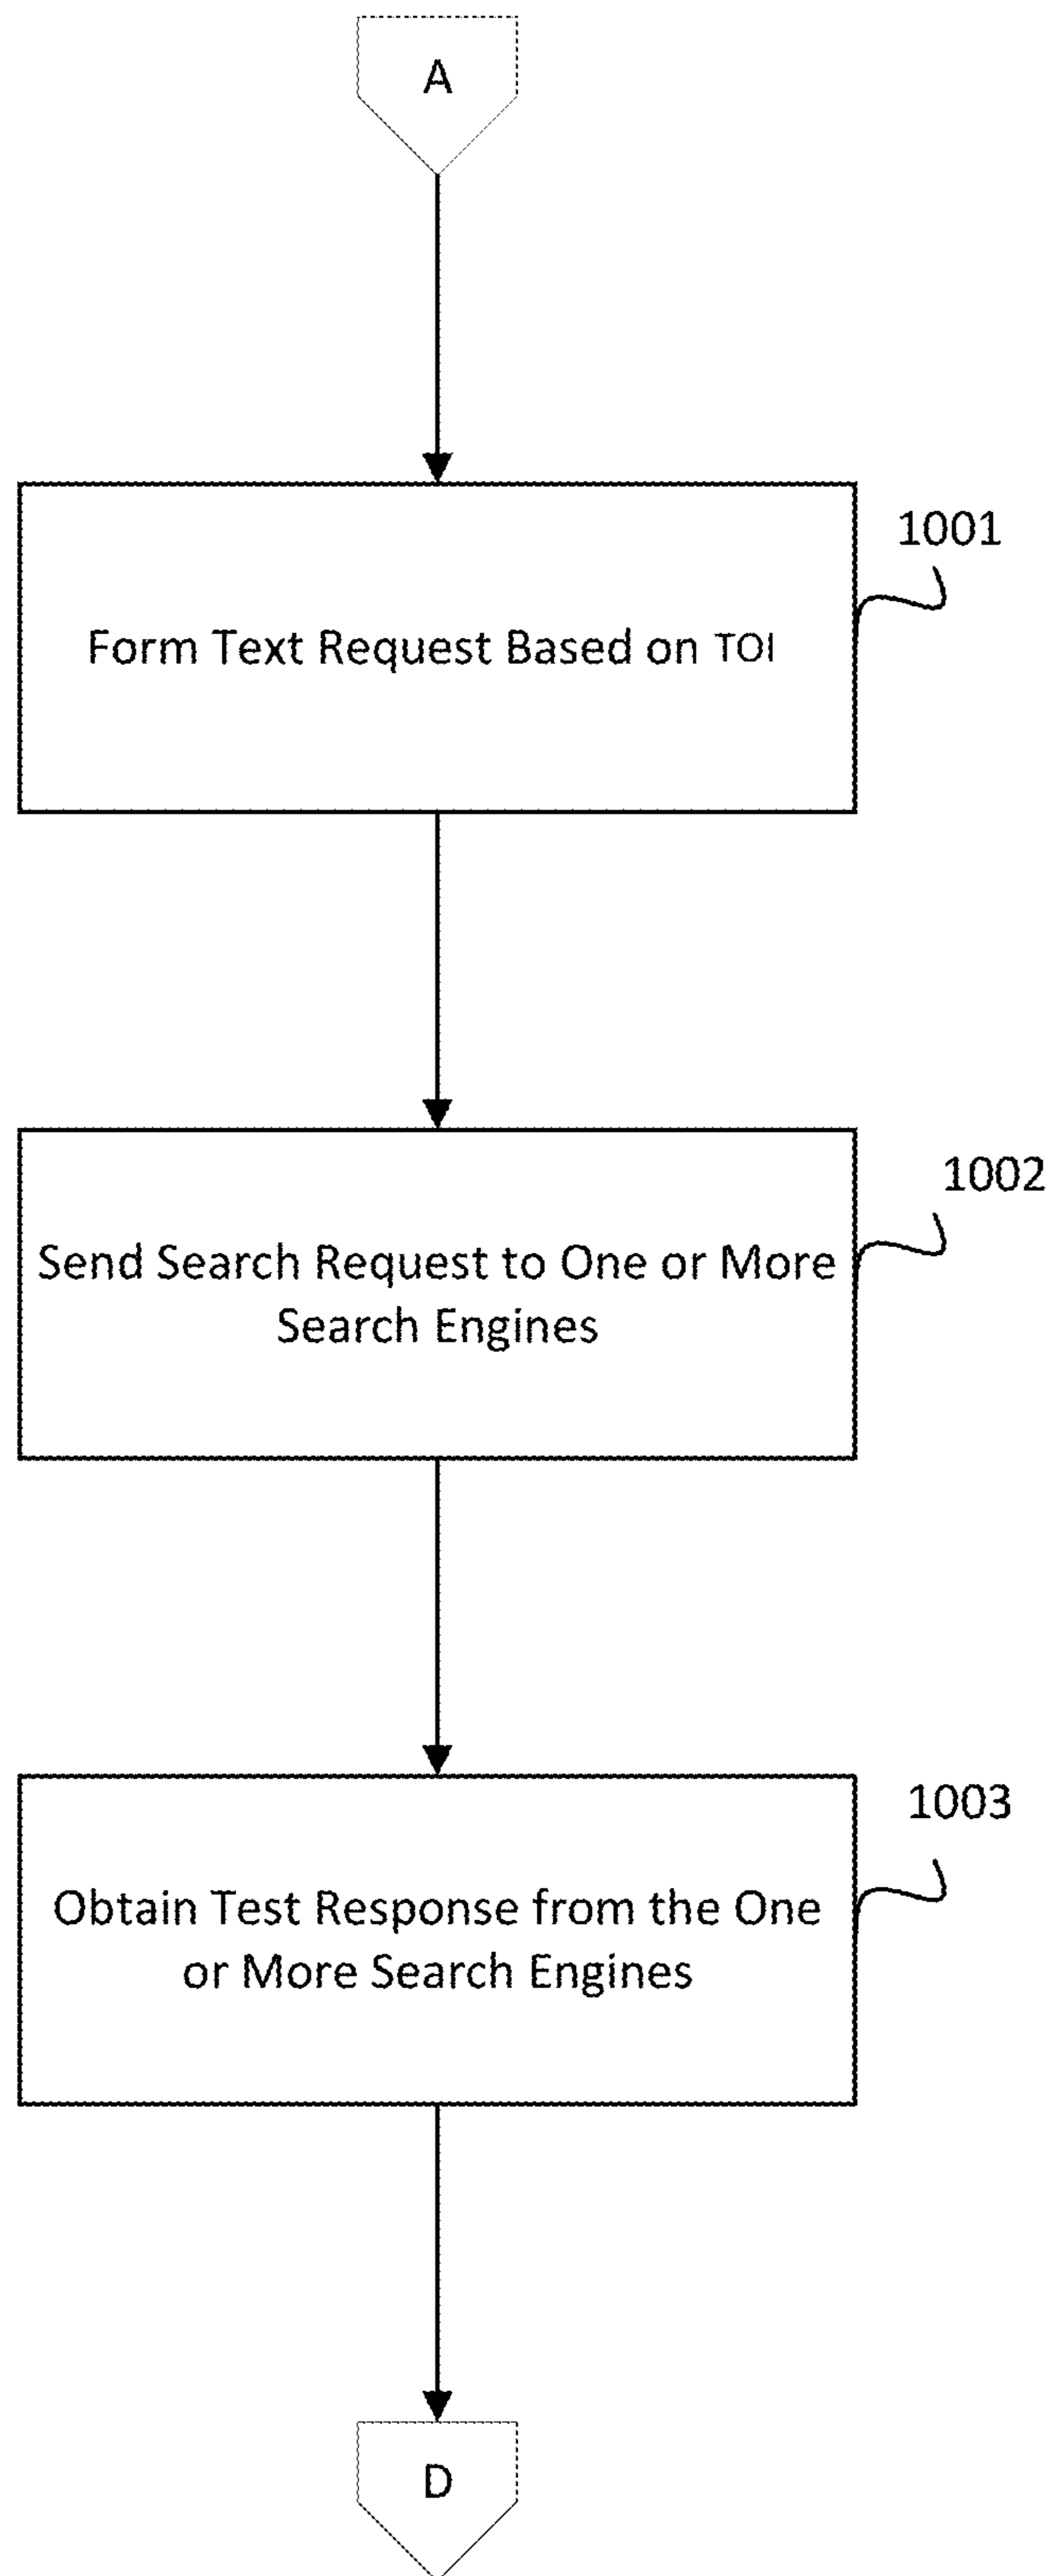 A
1001
Form Text Request Based on TOI
1002
Send Search Request to One or More
Search Engines
1003
Obtain Test Response from the One
or More Search Engines
D